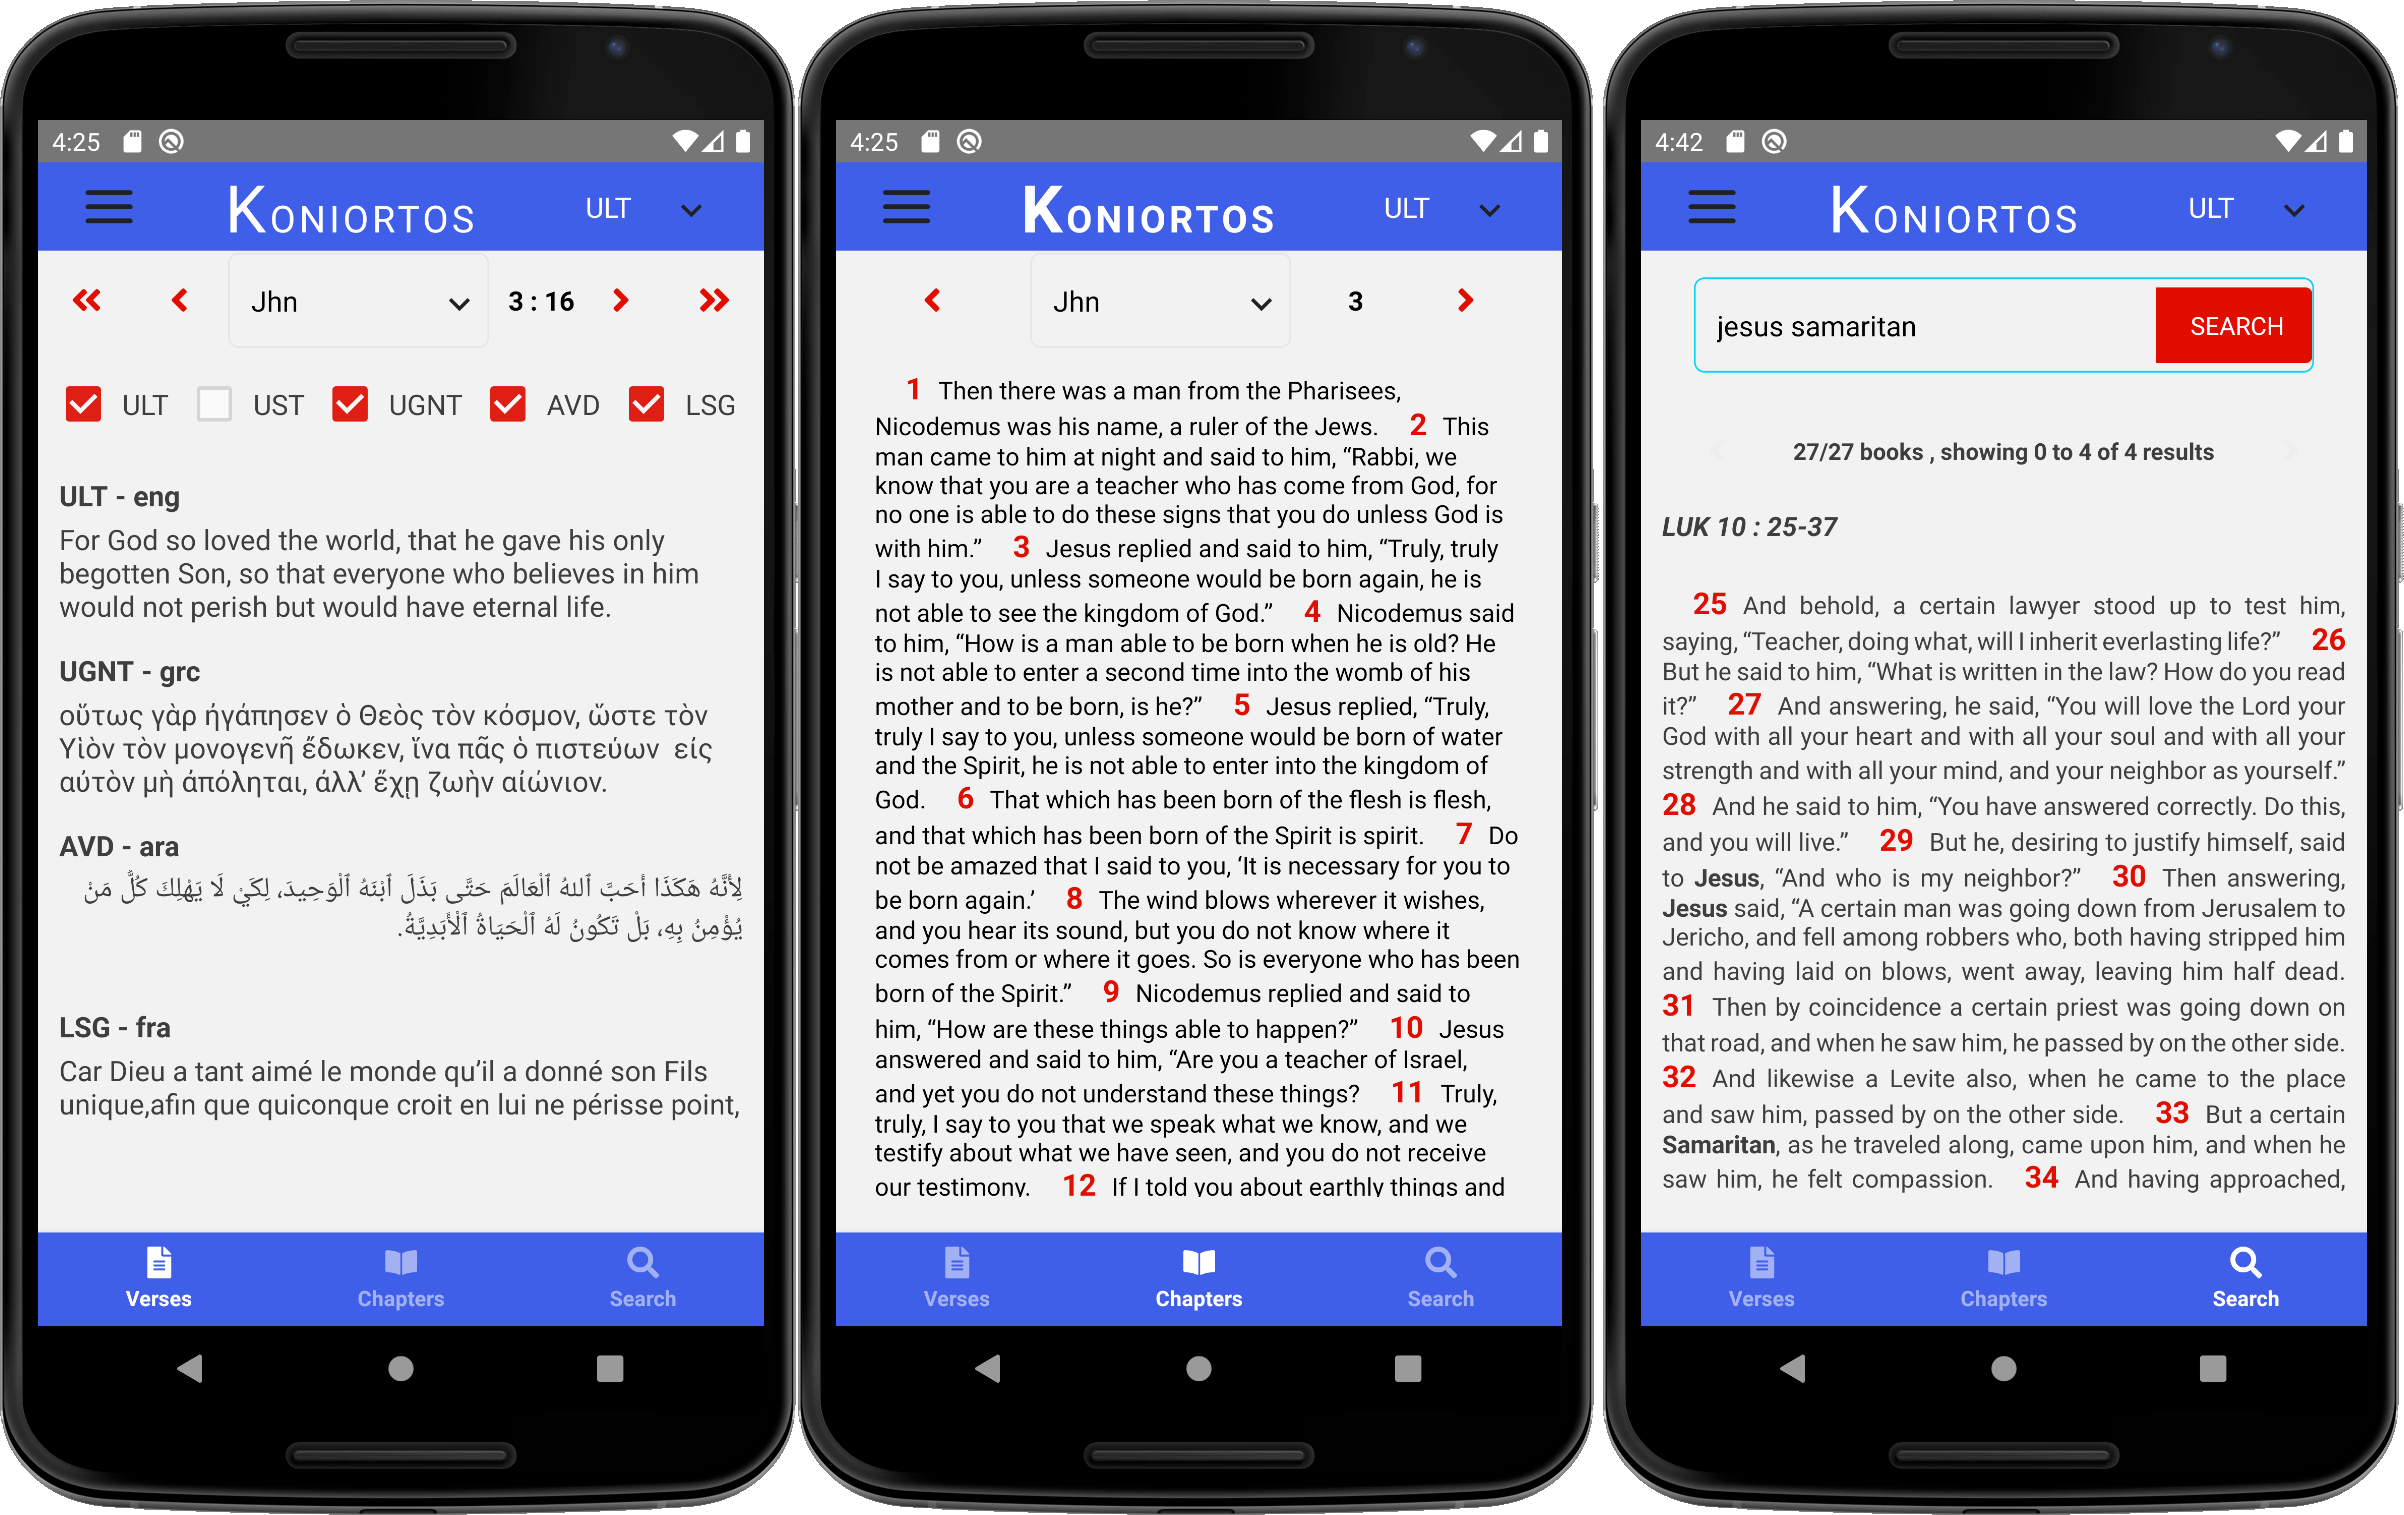 4:25
KONIORTOS ULT
Jhn 3 : 16
ULT UST UGNT AVD LSG
ULT - eng
For God so loved the world, that he gave his only
begotten Son, so that everyone who believes in him
would not perish but would have eternal life.
UGNT - grc
οὕτως γὰρ ἠγάπησεν ὁ Θεὸς τὸν κόσμον, ὥστε τὸν
Υἱὸν τὸν μονογενῆ ἔδωκεν, ἵνα πᾶς ὁ πιστεύων εἰς
αὐτὸν μὴ ἀπόληται, ἀλλ’ ἔχῃ ζωὴν αἰώνιον.
AVD - ara
لِأَنَّهُ هَكَذَا أَحَبَّ ٱللهُ ٱلْعَالَمَ حَتَّى بَذَلَ ٱبْنَهُ ٱلْوَحِيدَ، لِكَيْ لَا يَهْلِكَ كُلُّ مَنْ
يُؤْمِنُ بِهِ، بَلْ تَكُونُ لَهُ ٱلْحَيَاةُ ٱلْأَبَدِيَّةُ.
LSG - fra
Car Dieu a tant aimé le monde qu’il a donné son Fils
unique,afin que quiconque croit en lui ne périsse point,
Verses Chapters Search
4:25
KONIORTOS ULT
Jhn 3
1 Then there was a man from the Pharisees,
Nicodemus was his name, a ruler of the Jews. 2 This
man came to him at night and said to him, “Rabbi, we
know that you are a teacher who has come from God, for
no one is able to do these signs that you do unless God is
with him.” 3 Jesus replied and said to him, “Truly, truly
I say to you, unless someone would be born again, he is
not able to see the kingdom of God.” 4 Nicodemus said
to him, “How is a man able to be born when he is old? He
is not able to enter a second time into the womb of his
mother and to be born, is he?” 5 Jesus replied, “Truly,
truly I say to you, unless someone would be born of water
and the Spirit, he is not able to enter into the kingdom of
God. 6 That which has been born of the flesh is flesh,
and that which has been born of the Spirit is spirit. 7 Do
not be amazed that I said to you, ‘It is necessary for you to
be born again.’ 8 The wind blows wherever it wishes,
and you hear its sound, but you do not know where it
comes from or where it goes. So is everyone who has been
born of the Spirit.” 9 Nicodemus replied and said to
him, “How are these things able to happen?” 10 Jesus
answered and said to him, “Are you a teacher of Israel,
and yet you do not understand these things? 11 Truly,
truly, I say to you that we speak what we know, and we
testify about what we have seen, and you do not receive
our testimony. 12 If I told you about earthly things and
Verses Chapters Search
4:42
KONIORTOS ULT
jesus samaritan SEARCH
27/27 books , showing 0 to 4 of 4 results
LUK 10 : 25-37
25 And behold, a certain lawyer stood up to test him,
saying, “Teacher, doing what, will I inherit everlasting life?” 26
But he said to him, “What is written in the law? How do you read
it?” 27 And answering, he said, “You will love the Lord your
God with all your heart and with all your soul and with all your
strength and with all your mind, and your neighbor as yourself.”
28 And he said to him, “You have answered correctly. Do this,
and you will live.” 29 But he, desiring to justify himself, said
to Jesus, “And who is my neighbor?” 30 Then answering,
Jesus said, “A certain man was going down from Jerusalem to
Jericho, and fell among robbers who, both having stripped him
and having laid on blows, went away, leaving him half dead.
31 Then by coincidence a certain priest was going down on
that road, and when he saw him, he passed by on the other side.
32 And likewise a Levite also, when he came to the place
and saw him, passed by on the other side. 33 But a certain
Samaritan, as he traveled along, came upon him, and when he
saw him, he felt compassion. 34 And having approached,
Verses Chapters Search